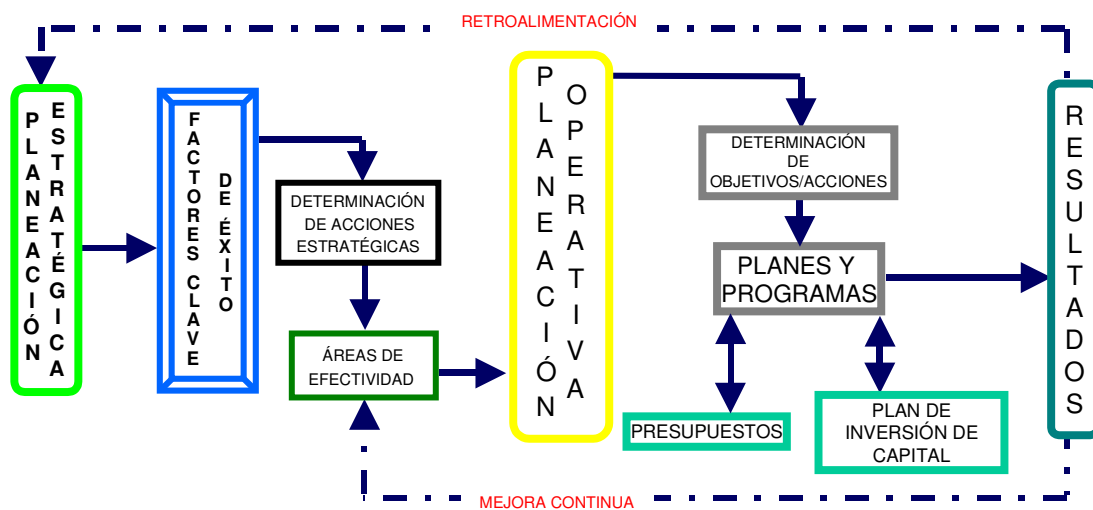 RETROALIMENTACIÓN
PLANEACIÓN
ESTRATÉGICA
FACTORES CLAVE
DE ÉXITO
DETERMINACIÓN
DE ACCIONES
ESTRATÉGICAS
ÁREAS DE
EFECTIVIDAD
PLANEACIÓN
OPERATIVA
DETERMINACIÓN
DE
OBJETIVOS/ACCIONES
PLANES Y
PROGRAMAS
PRESUPUESTOS
PLAN DE
INVERSIÓN DE
CAPITAL
RESULTADOS
MEJORA CONTINUA